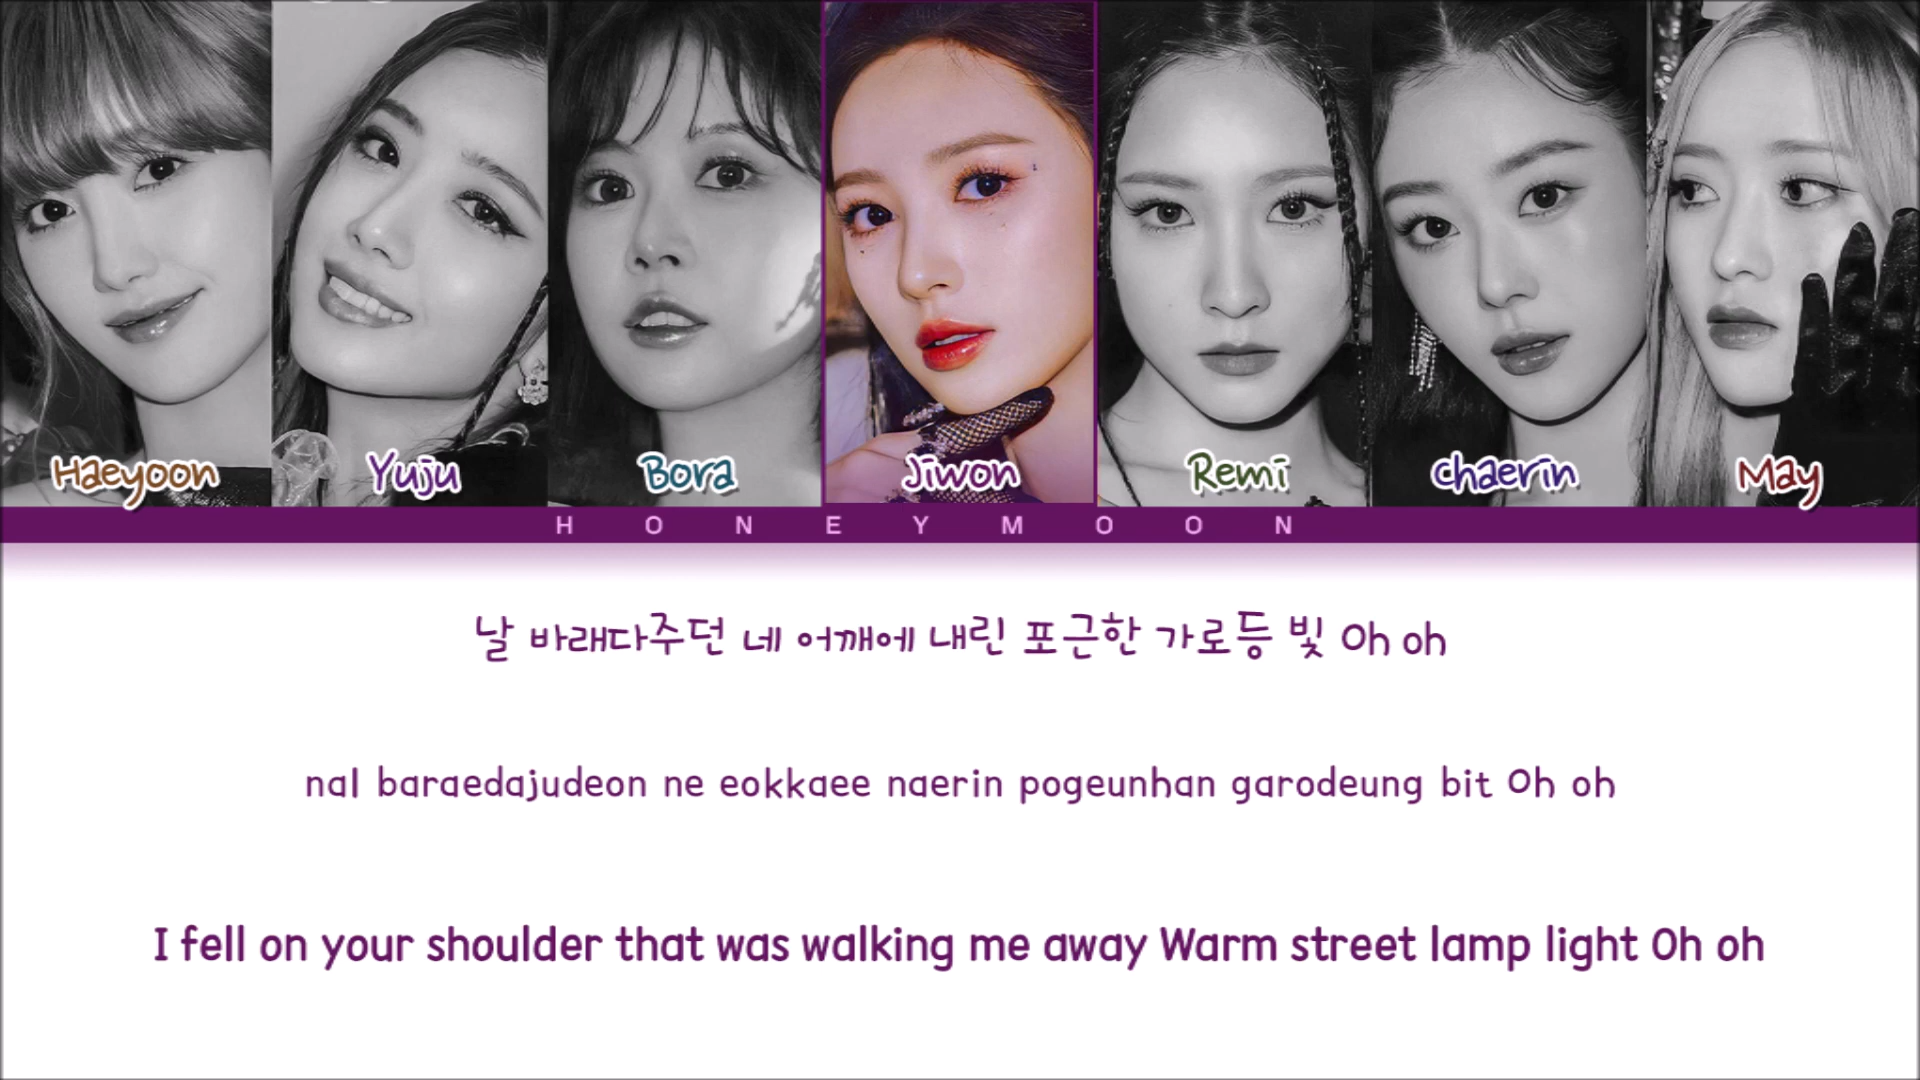 Haeyoon Yuju Bora Jiwon Remi chaerin May
HONEYMOON
날 바래다주던 네 어깨에 내린 포근한 가로등 빛 Oh oh
nal baraedajudeon ne eokkaee naerin pogeunhan garodeung bit Oh oh
I fell on your shoulder that was walking me away Warm street lamp light Oh oh